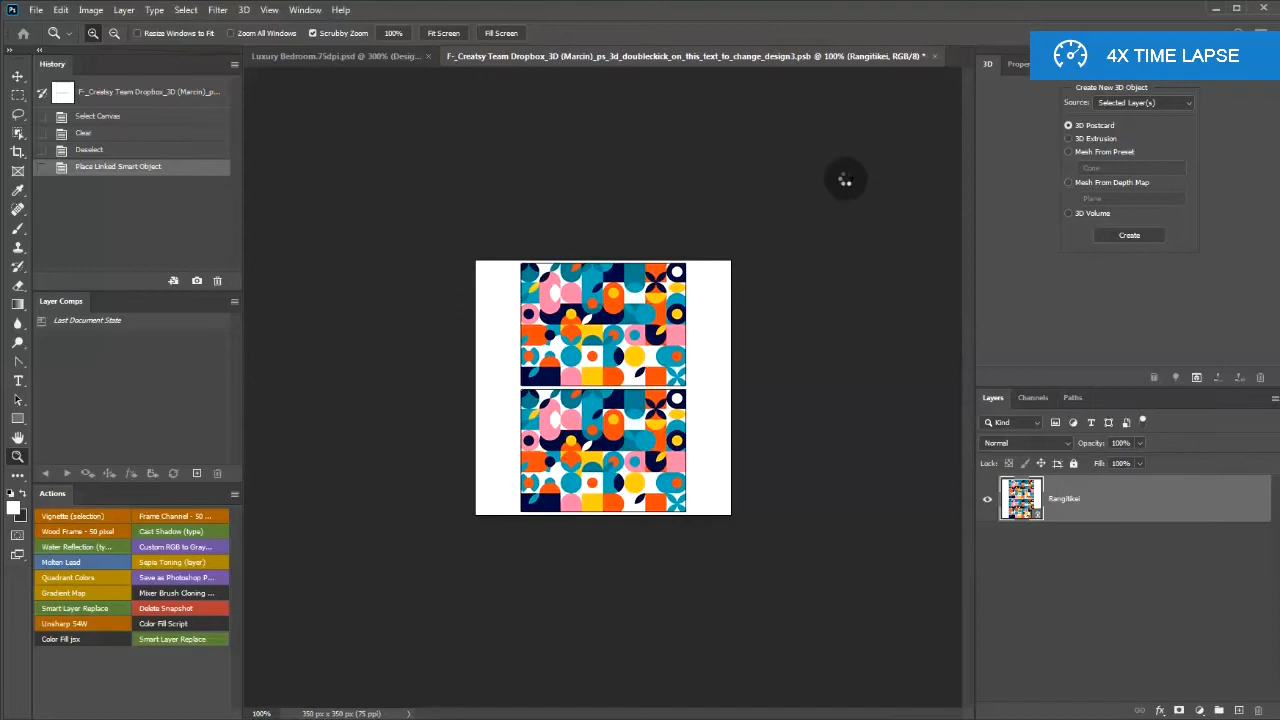 Ps File Edit Image Layer Type Select Filter 3D View Window Help
Resize Windows to Fit Zoom All Windows Scrubby Zoom 100% Fit Screen Fill Screen
4X TIME LAPSE
Luxury Bedroom.75dpi.psd @ 300% (Desig... × F-_Creatsy Team Dropbox_3D (Marcin)_ps_3d_doubleckick_on_this_text_to_change_design3.psb @ 100% (Rangitikei, RGB/8) * ×
History
F-_Creatsy Team Dropbox_3D (Marcin)_p...
Select Canvas
Clear
Deselect
Place Linked Smart Object
Layer Comps
Last Document State
Actions
Vignette (selection) Frame Channel - 50 ...
Wood Frame - 50 pixel Cast Shadow (type)
Water Reflection (ty... Custom RGB to Gray...
Molten Lead Sepia Toning (layer)
Quadrant Colors Save as Photoshop P...
Gradient Map Mixer Brush Cloning ...
Smart Layer Replace Delete Snapshot
Unsharp 54W Color Fill Script
Color Fill jsx Smart Layer Replace
100% 350 px x 350 px (75 ppi)
3D Proper
Create New 3D Object
Source: Selected Layer(s)
3D Postcard
3D Extrusion
Mesh From Preset
Cone
Mesh From Depth Map
Plane
3D Volume
Create
Layers Channels Paths
Kind
Normal Opacity: 100%
Lock: Fill: 100%
Rangitikei